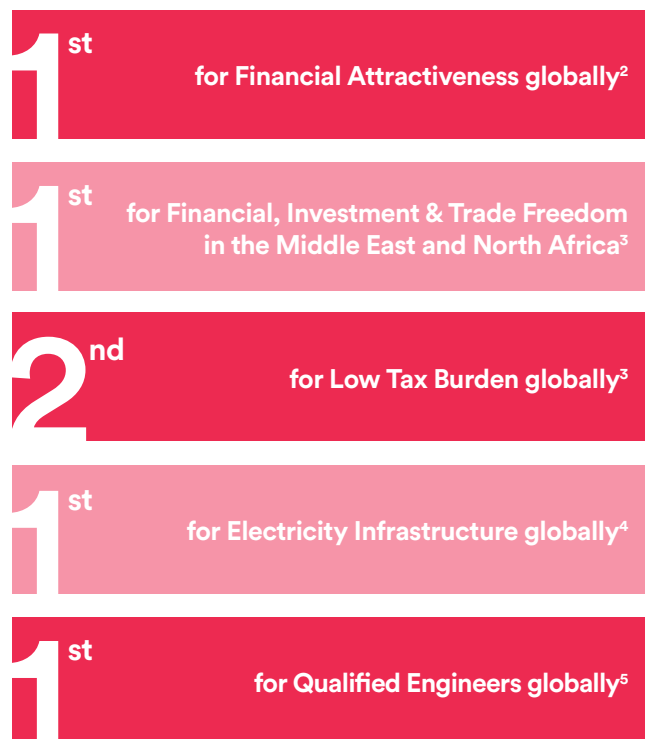 1st
for Financial Attractiveness globally²
1st
for Financial, Investment & Trade Freedom
in the Middle East and North Africa³
2nd
for Low Tax Burden globally³
1st
for Electricity Infrastructure globally⁴
1st
for Qualified Engineers globally⁵